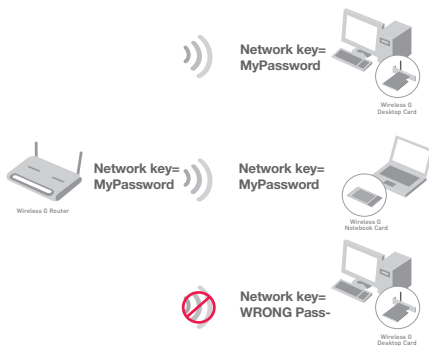 Network key=
MyPassword
Wireless G
Desktop Card
Network key=
MyPassword
Wireless G Router
Network key=
MyPassword
Wireless G
Notebook Card
Network key=
WRONG Pass-
Wireless G
Desktop Card